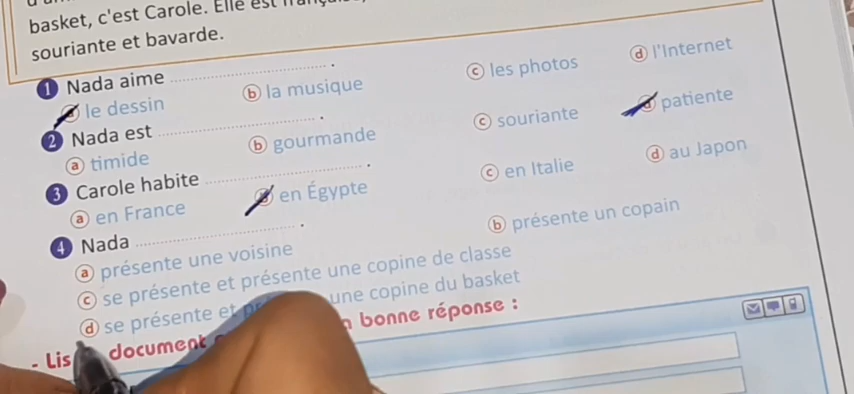 basket, c'est Carole. Elle est
souriante et bavarde.
1 Nada aime .
a le dessin b la musique c les photos d l'Internet
2 Nada est .
a timide b gourmande c souriante d patiente
3 Carole habite .
a en France b en Égypte c en Italie d au Japon
4 Nada .
a présente une voisine b présente un copain
c se présente et présente une copine de classe
d se présente et une copine du basket
- Lis document bonne réponse :